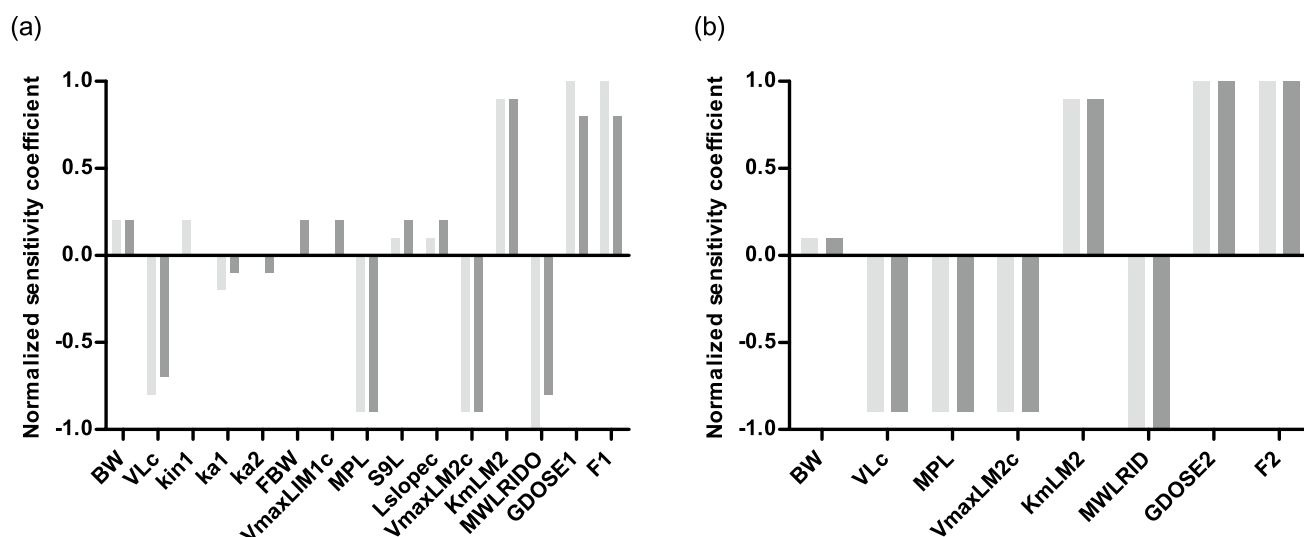 (a)
Normalized sensitivity coefficient
1.0
0.5
0.0
-0.5
-1.0
BW
VLc
kin1
ka1
ka2
FBW
VmaxLIM1c
MPL
S9L
Lslopec
VmaxLM2c
KmLM2
MWLRIDO
GDOSE1
F1
(b)
Normalized sensitivity coefficient
1.0
0.5
0.0
-0.5
-1.0
BW
VLc
MPL
VmaxLM2c
KmLM2
MWLRID
GDOSE2
F2